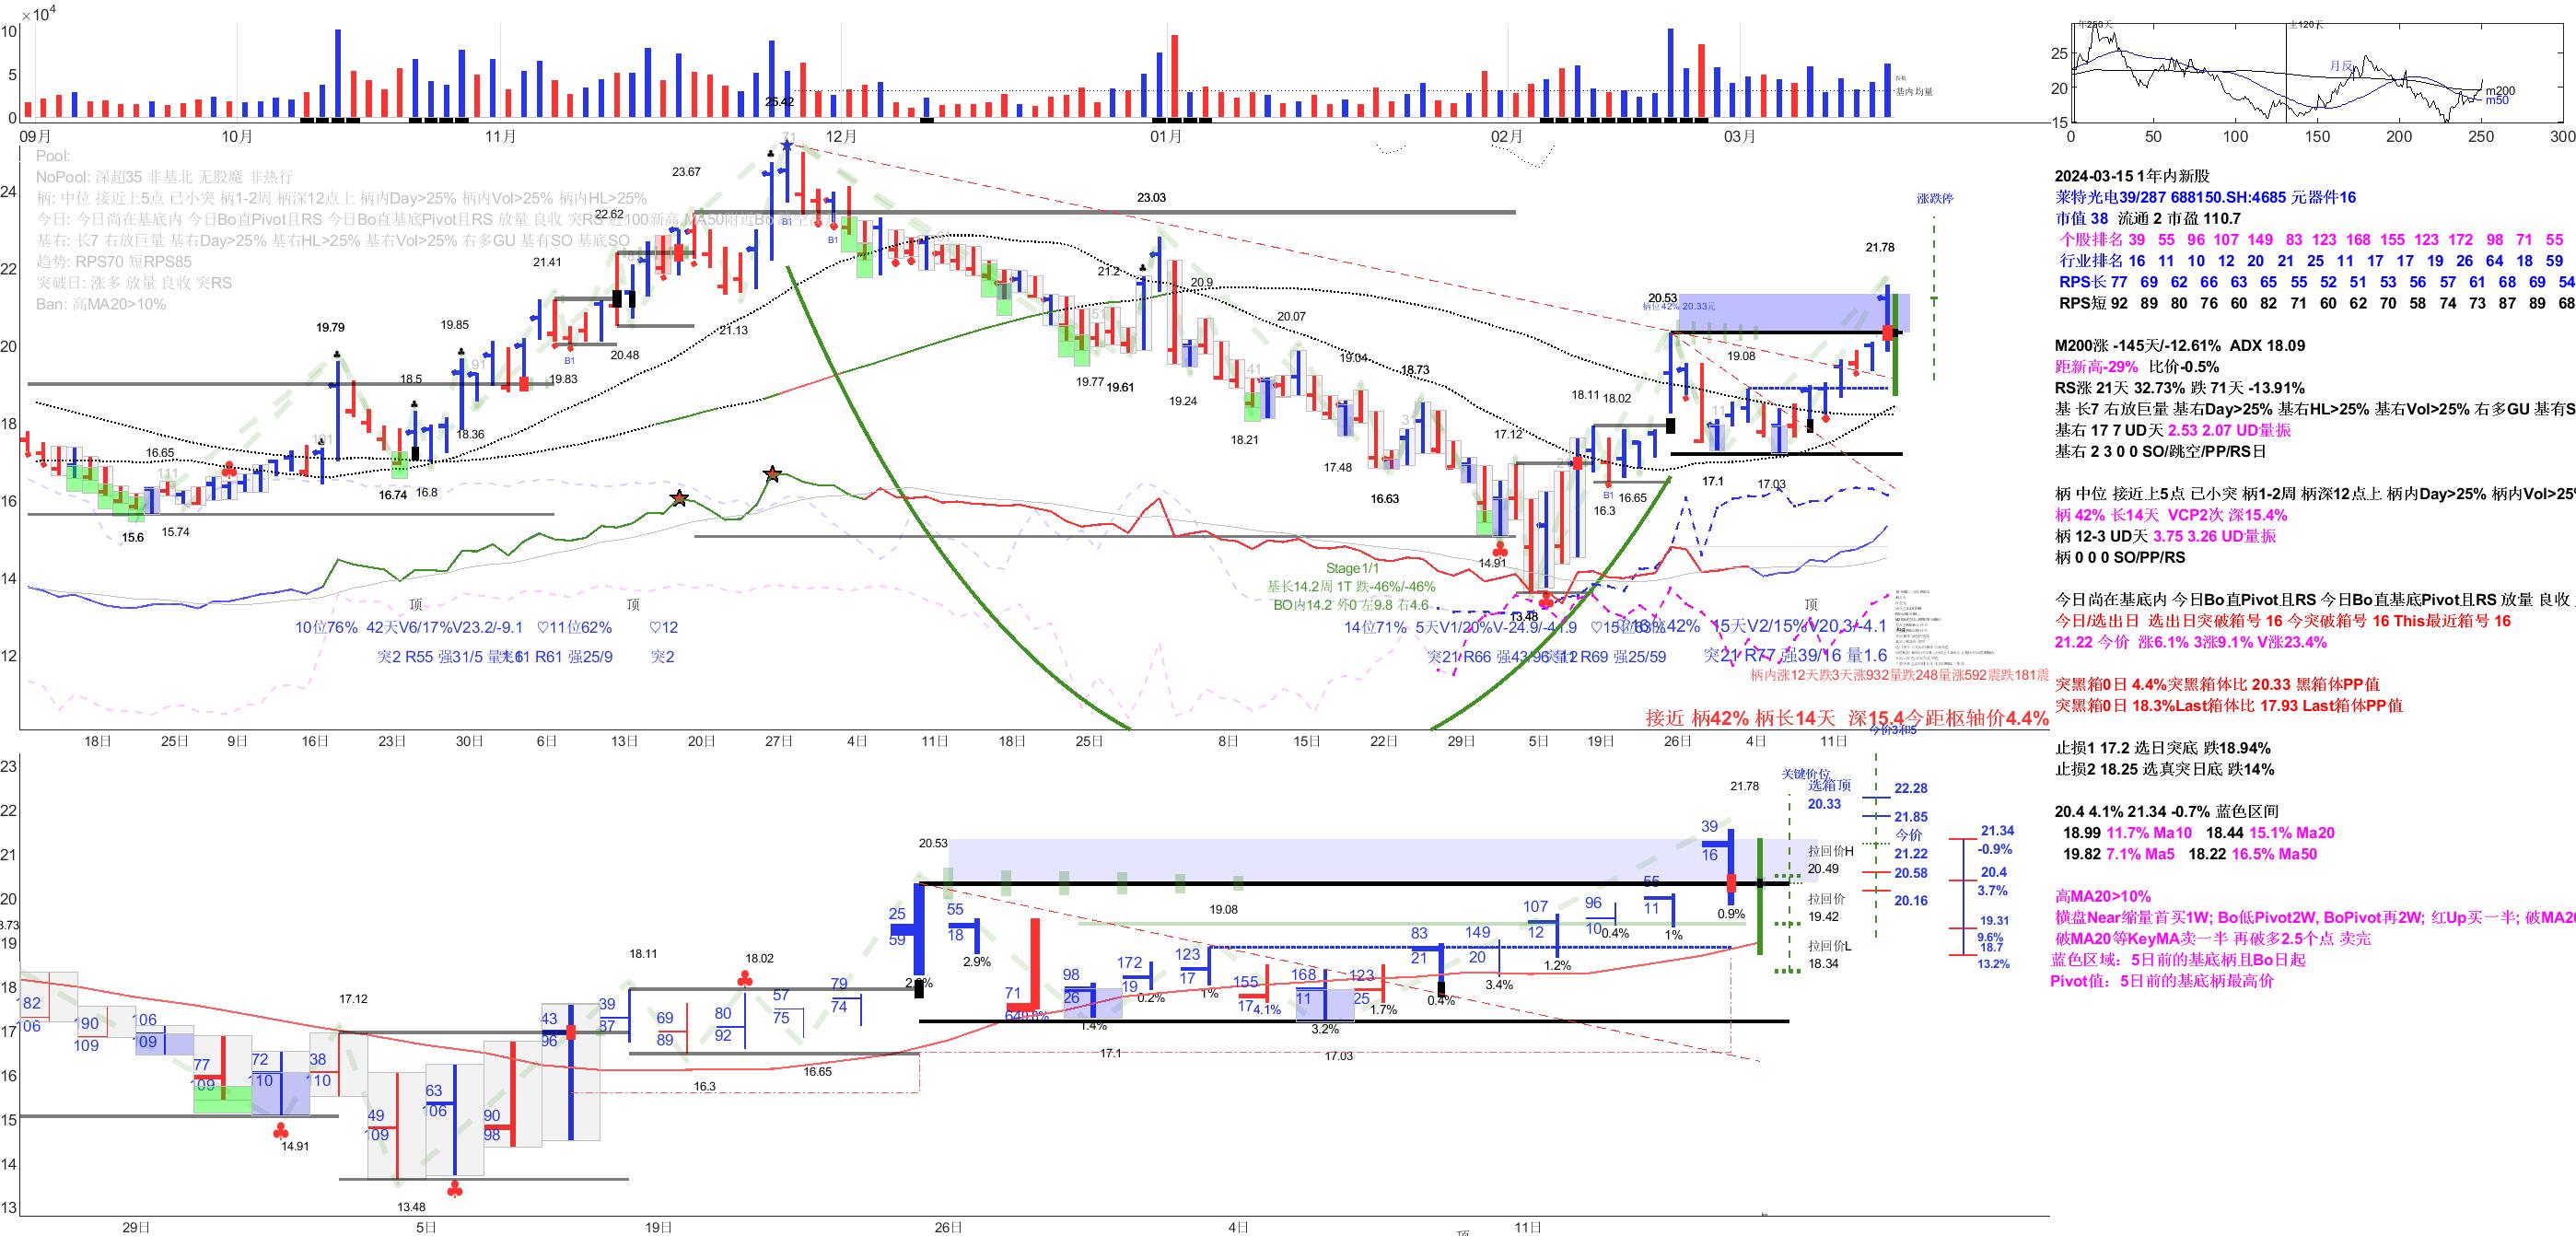 ×10⁴
10
5
0
25.42
基内均量
09月 10月 11月 12月 01月 02月 03月
Pool:
NoPool: 深超35 非基北 无股魔 非热行
柄: 中位 接近上5点 己小突 柄1-2周 柄深12点上 柄内Day>25% 柄内Vol>25% 柄内HL>25%
今日: 今日尚在基底内 今日Bo直Pivot且RS 今日Bo直基底Pivot且RS 放量 良收
基右: 长7 右放巨量 基右Day>25% 基右HL>25% 基右Vol>25% 右多GU 基有SO 基底SO
趋势: RPS70 短RPS85
突破日: 涨多 放量 良收 突RS
Ban: 高MA20>10%
24
22
20
18
16
14
12
71
23.67
22.62
23.03
21.41
21.13
20.48
19.79
19.85
18.5
19.83
18.36
16.65
16.74
16.8
15.6
15.74
B1
B1
B1
21.2
20.9
20.07
19.77
19.61
19.24
19.04
18.73
18.21
17.48
16.63
17.12
18.11
18.02
16.65
16.3
B1
14.91
13.48
20.53
柄位42% 20.33元
19.08
17.1
17.03
21.78
涨跌停
Stage1/1
基长14.2周 1T 跌-46%/-46%
BO内14.2 外0 左9.8 右4.6
顶
顶
顶
10位76% 42天V6/17%V23.2/-9.1 ♡11位62% ♡12
突2 R55 强31/5
R61 强25/9
突2
14位71% 5天V1/20%V-24.9/-41.9
15天V2/15%V20.3/-4.1
突21 R66 强43/96
R69 强25/59
突21 R77 强39/16 量1.6
柄内涨12天跌3天涨932量跌248量涨592震跌181震
接近 柄42% 柄长14天 深15.4今距枢轴价4.4%
18日 25日 9日 16日 23日 30日 6日 13日 20日 27日 4日 11日 18日 25日 8日 15日 22日 29日 5日 19日 26日 4日 11日
今价3和5
年250天
主120天
月反
m200
m50
25
20
15
0 50 100 150 200 250 300
2024-03-15 1年内新股
莱特光电39/287 688150.SH:4685 元器件16
市值 38 流通 2 市盈 110.7
个股排名 39 55 96 107 149 83 123 168 155 123 172 98 71 55
行业排名 16 11 10 12 20 21 25 11 17 17 19 26 64 18 59
RPS长 77 69 62 66 63 65 55 52 51 53 56 57 61 68 69 54
RPS短 92 89 80 76 60 82 71 60 62 70 58 74 73 87 89 68
M200涨 -145天/-12.61% ADX 18.09
距新高-29% 比价-0.5%
RS涨 21天 32.73% 跌 71天 -13.91%
基 长7 右放巨量 基右Day>25% 基右HL>25% 基右Vol>25% 右多GU 基有S
基右 17 7 UD天 2.53 2.07 UD量振
基右 2 3 0 0 SO/跳空/PP/RS日
柄 中位 接近上5点 己小突 柄1-2周 柄深12点上 柄内Day>25% 柄内Vol>25%
柄 42% 长14天 VCP2次 深15.4%
柄 12-3 UD天 3.75 3.26 UD量振
柄 0 0 0 SO/PP/RS
今日尚在基底内 今日Bo直Pivot且RS 今日Bo直基底Pivot且RS 放量 良收
今日/选出日 选出日突破箱号 16 今突破箱号 16 This最近箱号 16
21.22 今价 涨6.1% 3涨9.1% V涨23.4%
突黑箱0日 4.4%突黑箱体比 20.33 黑箱体PP值
突黑箱0日 18.3%Last箱体比 17.93 Last箱体PP值
止损1 17.2 选日突底 跌18.94%
止损2 18.25 选真突日底 跌14%
20.4 4.1% 21.34 -0.7% 蓝色区间
18.99 11.7% Ma10 18.44 15.1% Ma20
19.82 7.1% Ma5 18.22 16.5% Ma50
高MA20>10%
横盘Near缩量首买1W; Bo低Pivot2W, BoPivot再2W; 红Up买一半; 破MA2
破MA20等KeyMA卖一半 再破多2.5个点 卖完
蓝色区域: 5日前的基底柄且Bo日起
Pivot值: 5日前的基底柄最高价
23
22
21
20
19
18
17
16
15
14
13
17.12
14.91
13.48
18.11
18.02
16.3
16.65
20.53
19.08
17.1
17.03
21.78
182 106
190 109
106 109
77 109
72 110
38 110
49 109
63 106
90 98
43 96
39 87
69 89
80 92
57 75
79 74
25 59
55 18 2.9%
71
98 26 1.4%
172 19 0.2%
123 17 1%
155 17 4.1%
168 11 3.2%
123 25 1.7%
83 21 0.4%
149 20 3.4%
107 12 1.2%
96 10 0.4%
55 11 1%
39 16 0.9%
关键价位
选箱顶
20.33
拉回价H
20.49
拉回价
19.42
拉回价L
18.34
22.28
21.85
今价
21.22
20.58
20.16
21.34
-0.9%
20.4
3.7%
19.31
9.6%
18.7
13.2%
29日 5日 19日 26日 4日 11日
顶